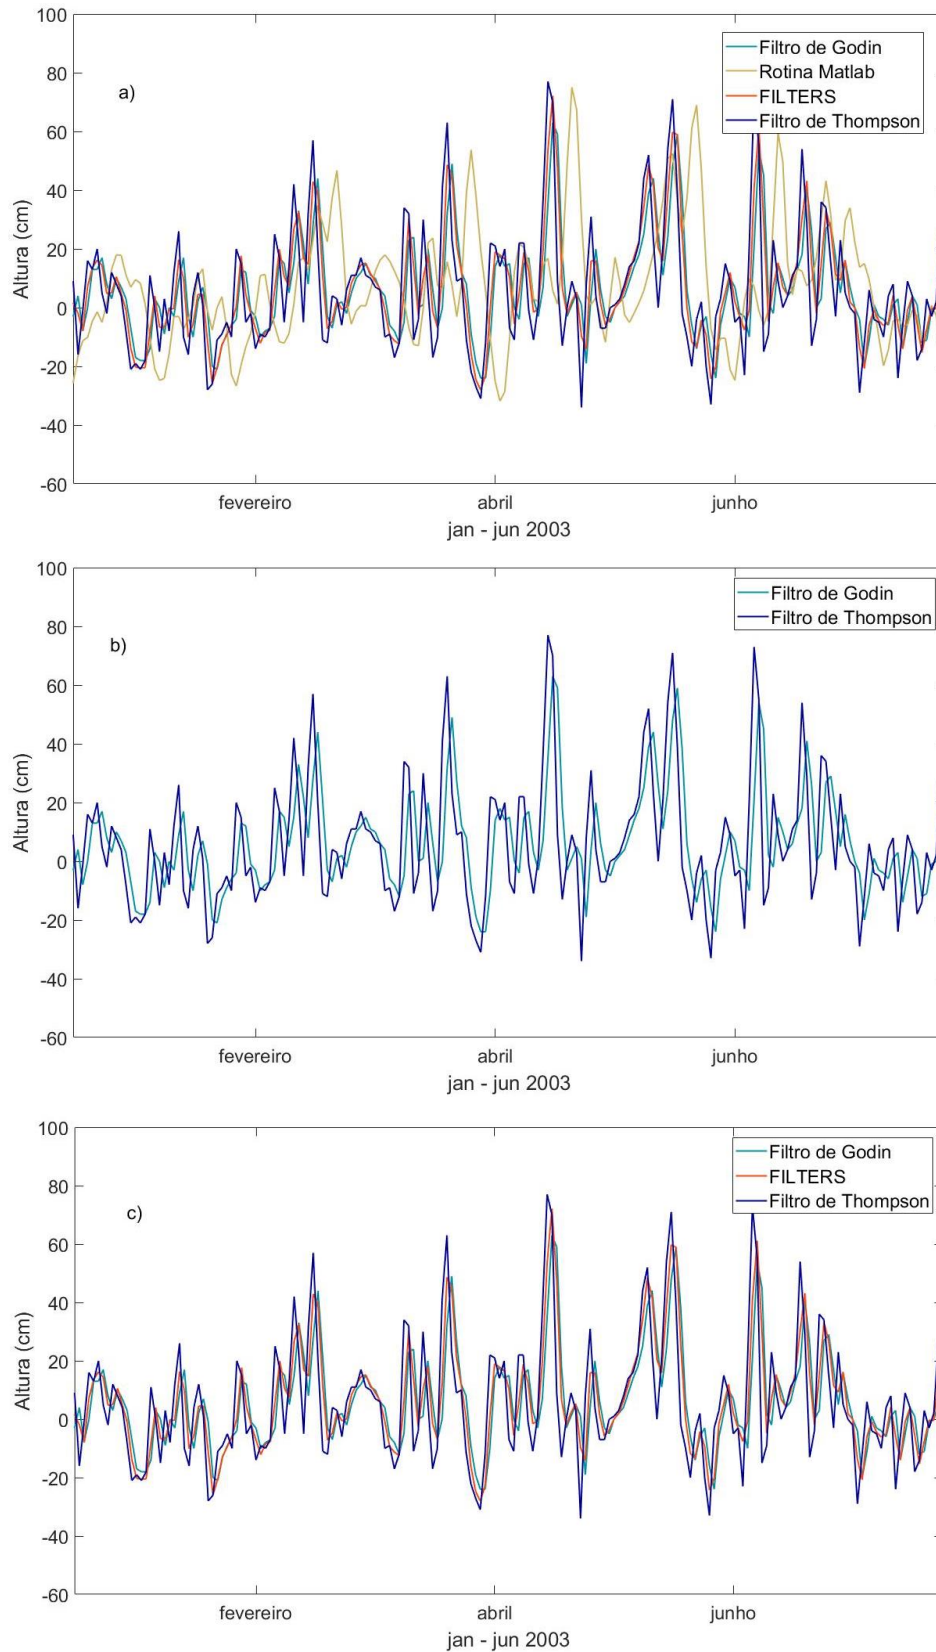 100
80
60
40
20
0
-20
-40
-60
Altura (cm)
a)
Filtro de Godin
Rotina Matlab
FILTERS
Filtro de Thompson
fevereiro
abril
junho
jan - jun 2003
100
80
60
40
20
0
-20
-40
-60
Altura (cm)
b)
Filtro de Godin
Filtro de Thompson
fevereiro
abril
junho
jan - jun 2003
100
80
60
40
20
0
-20
-40
-60
Altura (cm)
c)
Filtro de Godin
FILTERS
Filtro de Thompson
fevereiro
abril
junho
jan - jun 2003